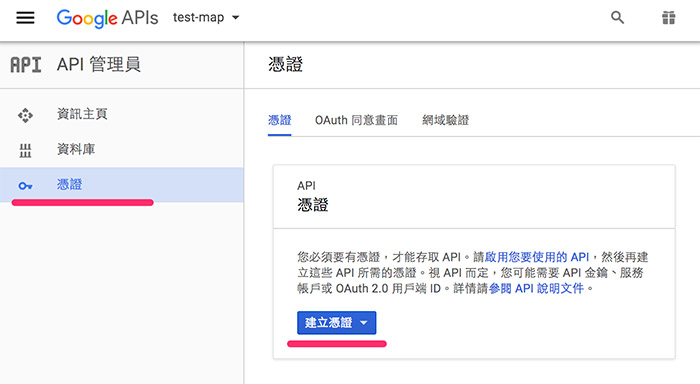 Google APIs test-map
API API 管理員
憑證
資訊主頁
資料庫
憑證
憑證 OAuth 同意畫面 網域驗證
API
憑證
您必須要有憑證，才能存取 API。請啟用您要使用的 API，然後再建
立這些 API 所需的憑證。視 API 而定，您可能需要 API 金鑰、服務
帳戶或 OAuth 2.0 用戶端 ID。詳情請參閱 API 說明文件。
建立憑證